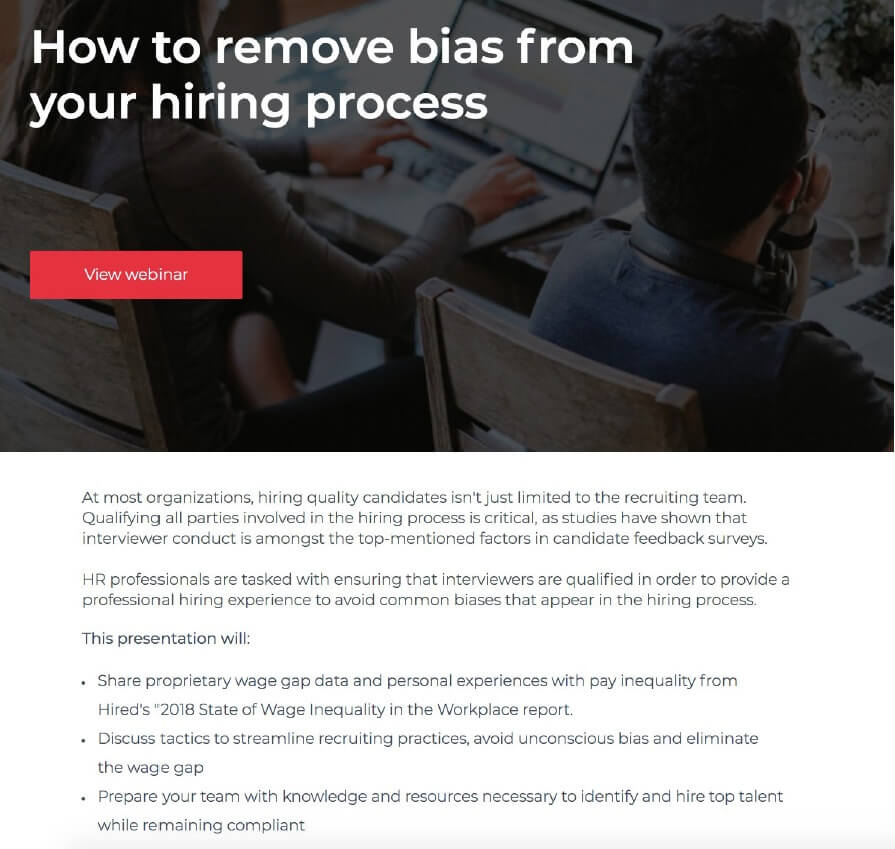 How to remove bias from
your hiring process
View webinar
At most organizations, hiring quality candidates isn't just limited to the recruiting team.
Qualifying all parties involved in the hiring process is critical, as studies have shown that
interviewer conduct is amongst the top-mentioned factors in candidate feedback surveys.
HR professionals are tasked with ensuring that interviewers are qualified in order to provide a
professional hiring experience to avoid common biases that appear in the hiring process.
This presentation will:
• Share proprietary wage gap data and personal experiences with pay inequality from
Hired's "2018 State of Wage Inequality in the Workplace report.
• Discuss tactics to streamline recruiting practices, avoid unconscious bias and eliminate
the wage gap
• Prepare your team with knowledge and resources necessary to identify and hire top talent
while remaining compliant